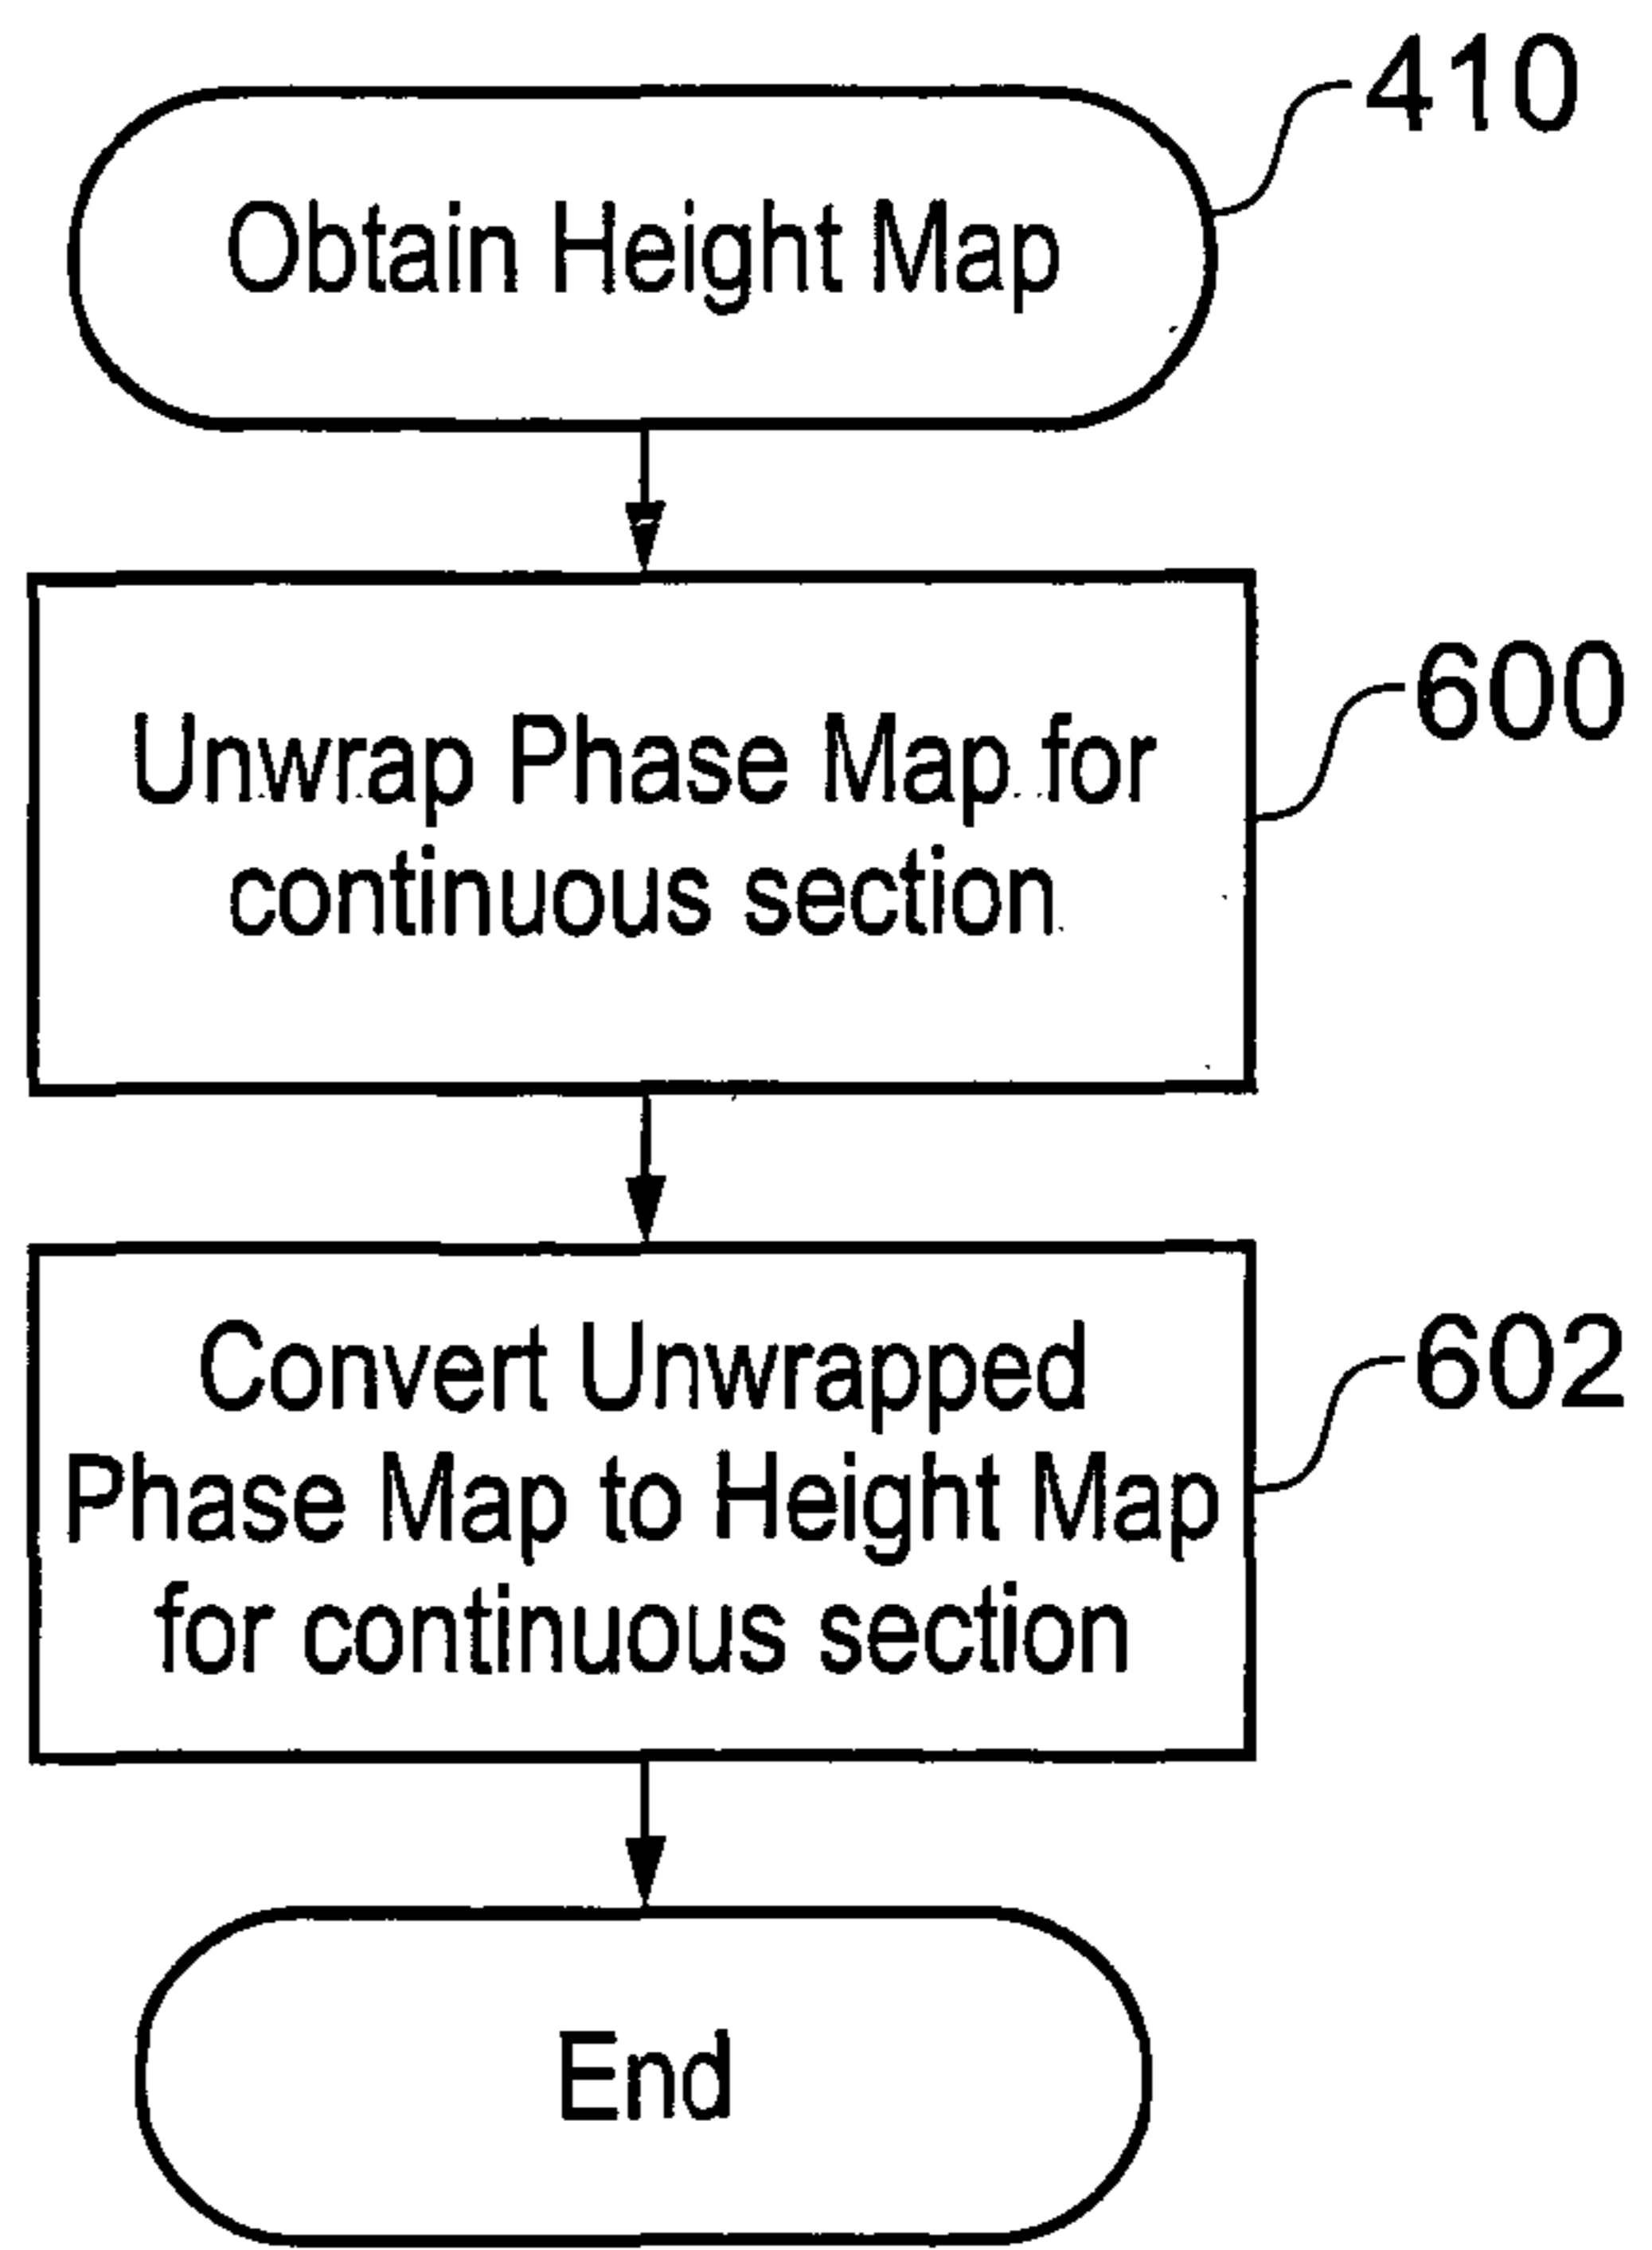 410
Obtain Height Map
600
Unwrap Phase Map for
continuous section
602
Convert Unwrapped
Phase Map to Height Map
for continuous section
End